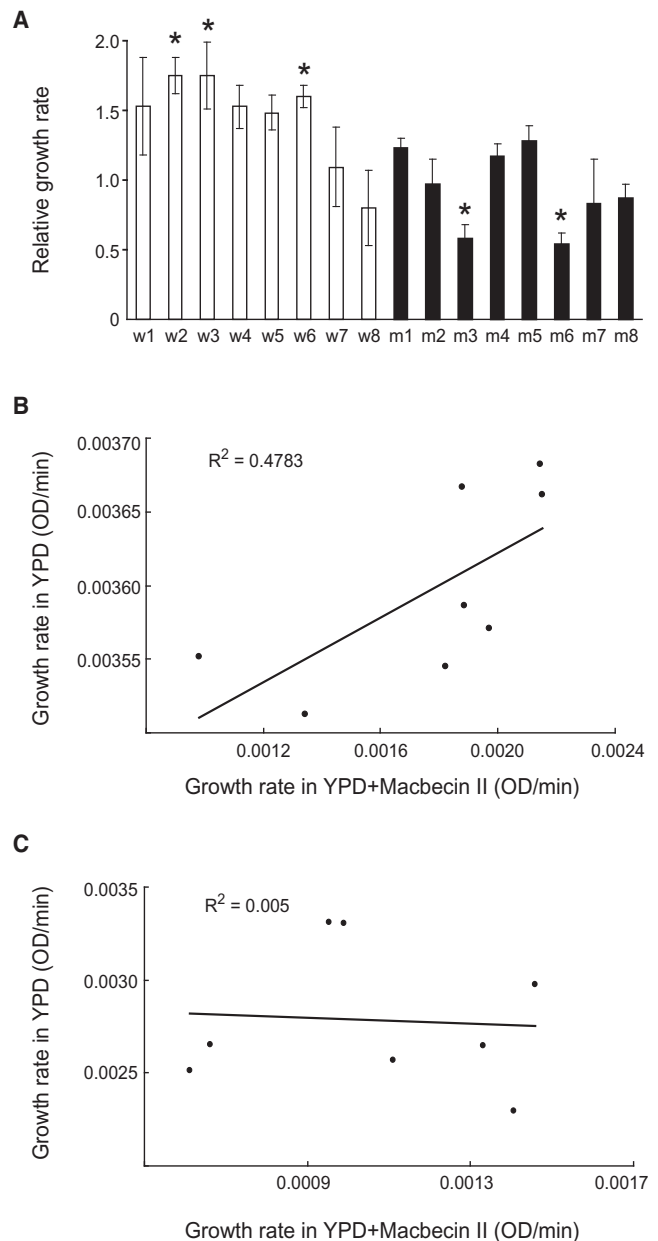 A
Relative growth rate
2.0
1.5
1.0
0.5
0
* * * * *
w1 w2 w3 w4 w5 w6 w7 w8 m1 m2 m3 m4 m5 m6 m7 m8
B
Growth rate in YPD (OD/min)
R² = 0.4783
0.00370
0.00365
0.00360
0.00355
0.0012 0.0016 0.0020 0.0024
Growth rate in YPD+Macbecin II (OD/min)
C
Growth rate in YPD (OD/min)
R² = 0.005
0.0035
0.0030
0.0025
0.0009 0.0013 0.0017
Growth rate in YPD+Macbecin II (OD/min)